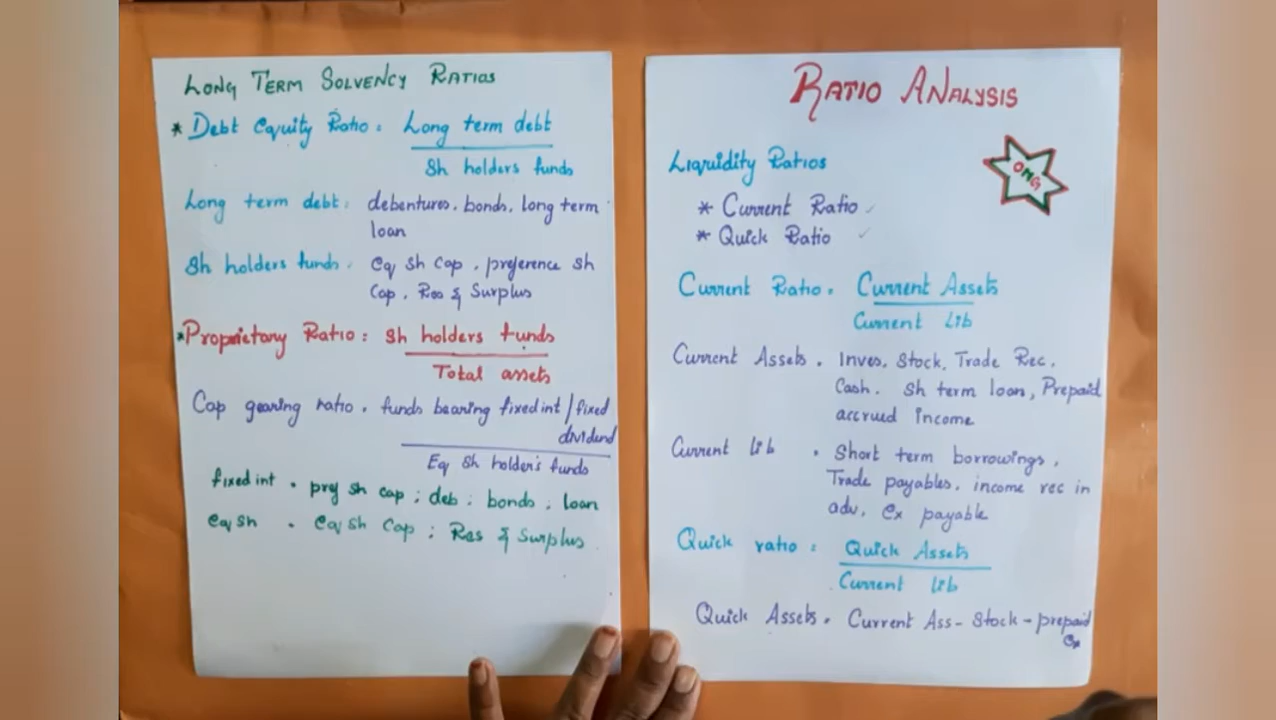 LONG TERM SOLVENCY RATIOS
* Debt Equity Ratio : Long term debt
Sh holders funds
Long term debt : debentures, bonds, long term
loan
Sh holders funds . Eq Sh Cap . preference Sh
Cap . Res & Surplus
*Proprietary Ratio : Sh holders funds
Total assets
Cap gearing ratio . funds bearing fixed int / fixed
dividend
Eq Sh holder's funds
fixed int . pref sh cap ; deb ; bonds ; loan
Eq sh . Eq Sh Cap ; Res & Surplus
RATIO ANALYSIS
OMG
Liquidity Ratios
* Current Ratio ✓
* Quick Ratio ✓
Current Ratio . Current Assets
Current Lib
Current Assets . Inves, Stock, Trade Rec,
Cash. Sh term loan, Prepaid
accrued income
Current lib . Short term borrowings,
Trade payables, income rec in
adv, Ex payable
Quick ratio : Quick Assets
Current lib
Quick Assets . Current Ass - Stock - prepaid
Ex